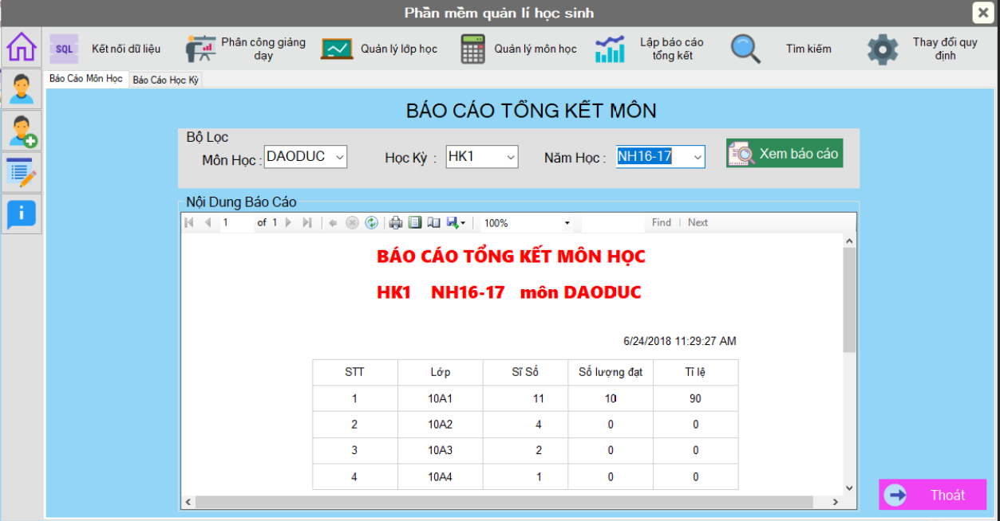 Phần mềm quản lí học sinh
SQL Kết nối dữ liệu Phân công giảng dạy Quản lý lớp học Quản lý môn học Lập báo cáo tổng kết Tìm kiếm Thay đổi quy định
Báo Cáo Môn Học Báo Cáo Học Kỳ
BÁO CÁO TỔNG KẾT MÔN
Bộ Lọc
Môn Học : DAODUC Học Kỳ : HK1 Năm Học : NH16-17 Xem báo cáo
Nội Dung Báo Cáo
1 of 1 100% Find | Next
BÁO CÁO TỔNG KẾT MÔN HỌC
HK1 NH16-17 môn DAODUC
6/24/2018 11:29:27 AM
STT Lớp Sĩ Số Số lượng đạt Tỉ lệ
1 10A1 11 10 90
2 10A2 4 0 0
3 10A3 2 0 0
4 10A4 1 0 0
Thoát